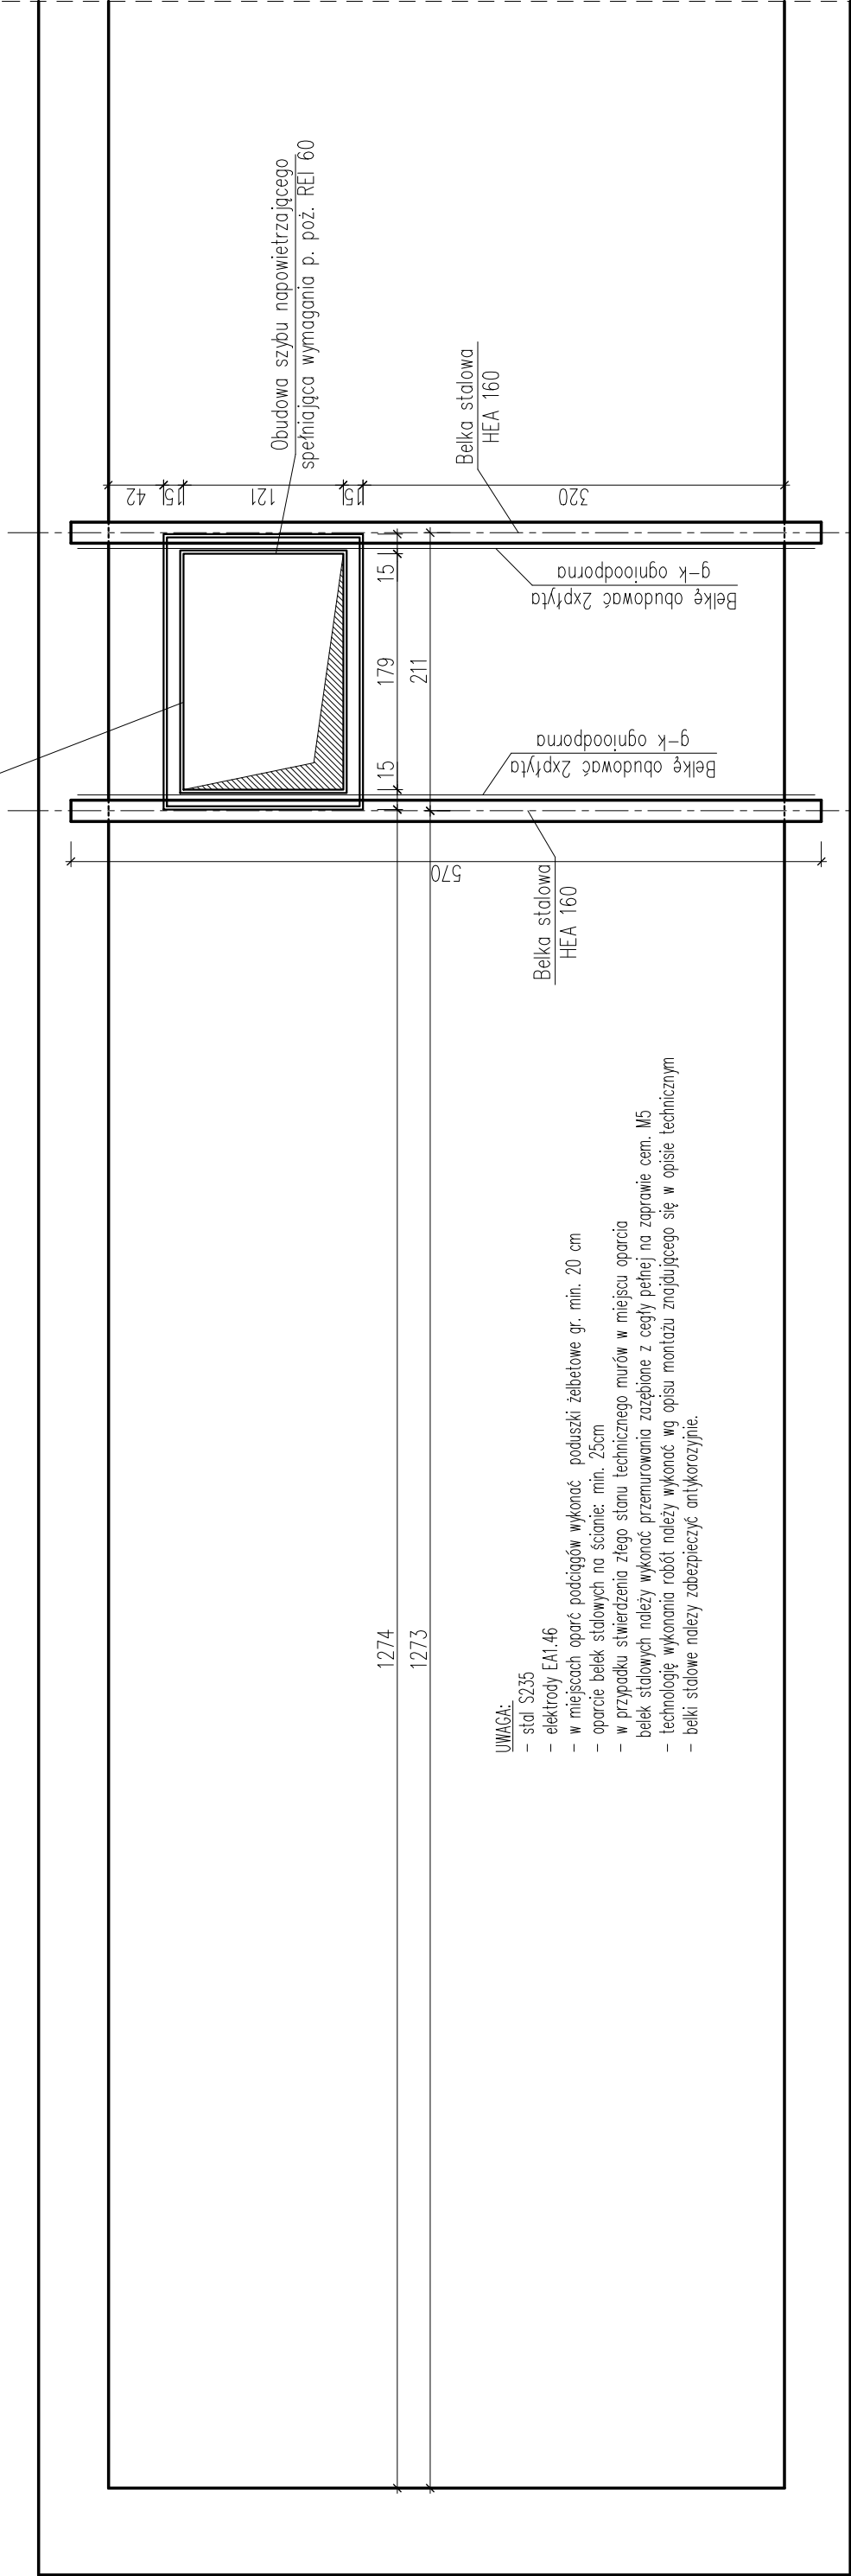 Obudowa szybu napowietrzającego
spełniająca wymagania p. poż. REI 60
42
15
121
15
320
Belka stalowa
HEA 160
Belkę obudować 2xpłyta
g-k ognioodporna
15
179
15
211
Belkę obudować 2xpłyta
g-k ognioodporna
570
Belka stalowa
HEA 160
1274
1273
UWAGA:
- stal S235
- elektrody EA1.46
- w miejscach oparć podciągów wykonać poduszki żelbetowe gr. min. 20 cm
- oparcie belek stalowych na ścianie: min. 25cm
- w przypadku stwierdzenia złego stanu technicznego murów w miejscu oparcia
belek stalowych należy wykonać przemurowania zazębione z cegły pełnej na zaprawie cem. M5
- technologię wykonania robót należy wykonać wg opisu montażu znajdującego się w opisie technicznym
- belki stalowe nalezy zabezpieczyć antykorozyjnie.